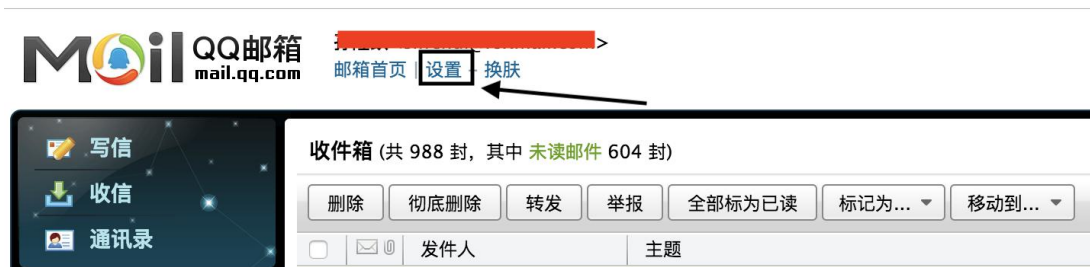 MOil QQ邮箱
mail.qq.com
>
邮箱首页 | 设置 - 换肤
写信
收信
通讯录
收件箱 (共 988 封，其中 未读邮件 604 封)
删除 彻底删除 转发 举报 全部标为已读 标记为... 移动到...
发件人 主题